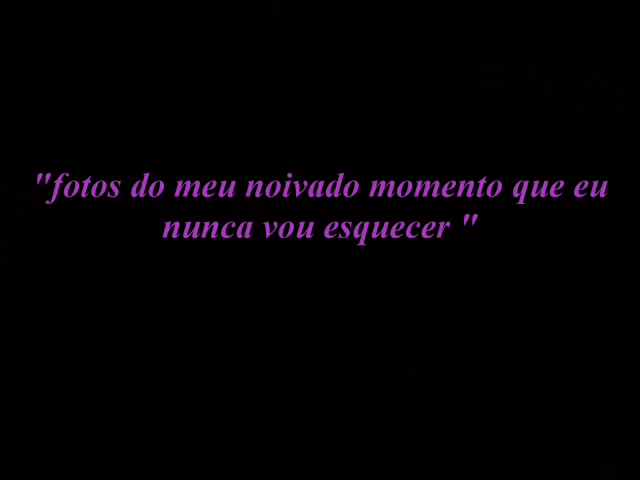 "fotos do meu noivado momento que eu
nunca vou esquecer "